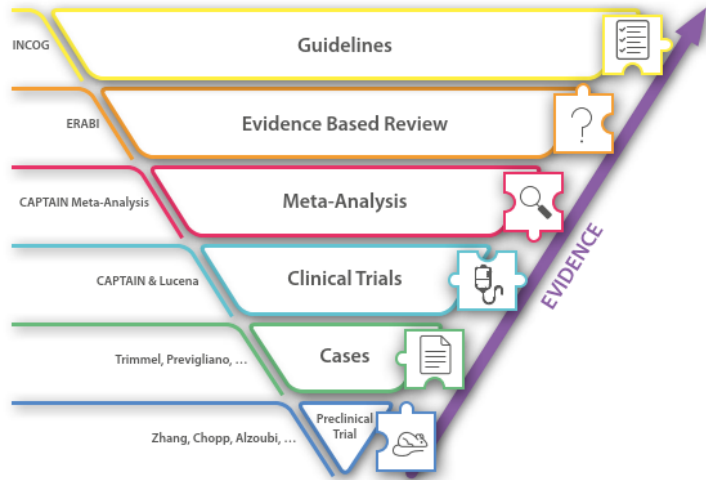 INCOG
Guidelines
ERABI
Evidence Based Review
CAPTAIN Meta-Analysis
Meta-Analysis
CAPTAIN & Lucena
Clinical Trials
Trimmel, Previgliano, ...
Cases
Zhang, Chopp, Alzoubi, ...
Preclinical
Trial
EVIDENCE